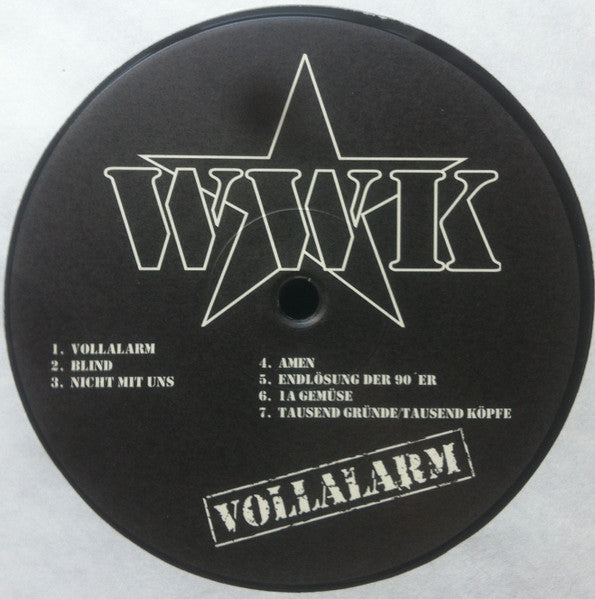 WWK
1. VOLLALARM
2. BLIND
3. NICHT MIT UNS
4. AMEN
5. ENDLÖSUNG DER 90´ER
6. 1A GEMÜSE
7. TAUSEND GRÜNDE/TAUSEND KÖPFE
VOLLALARM